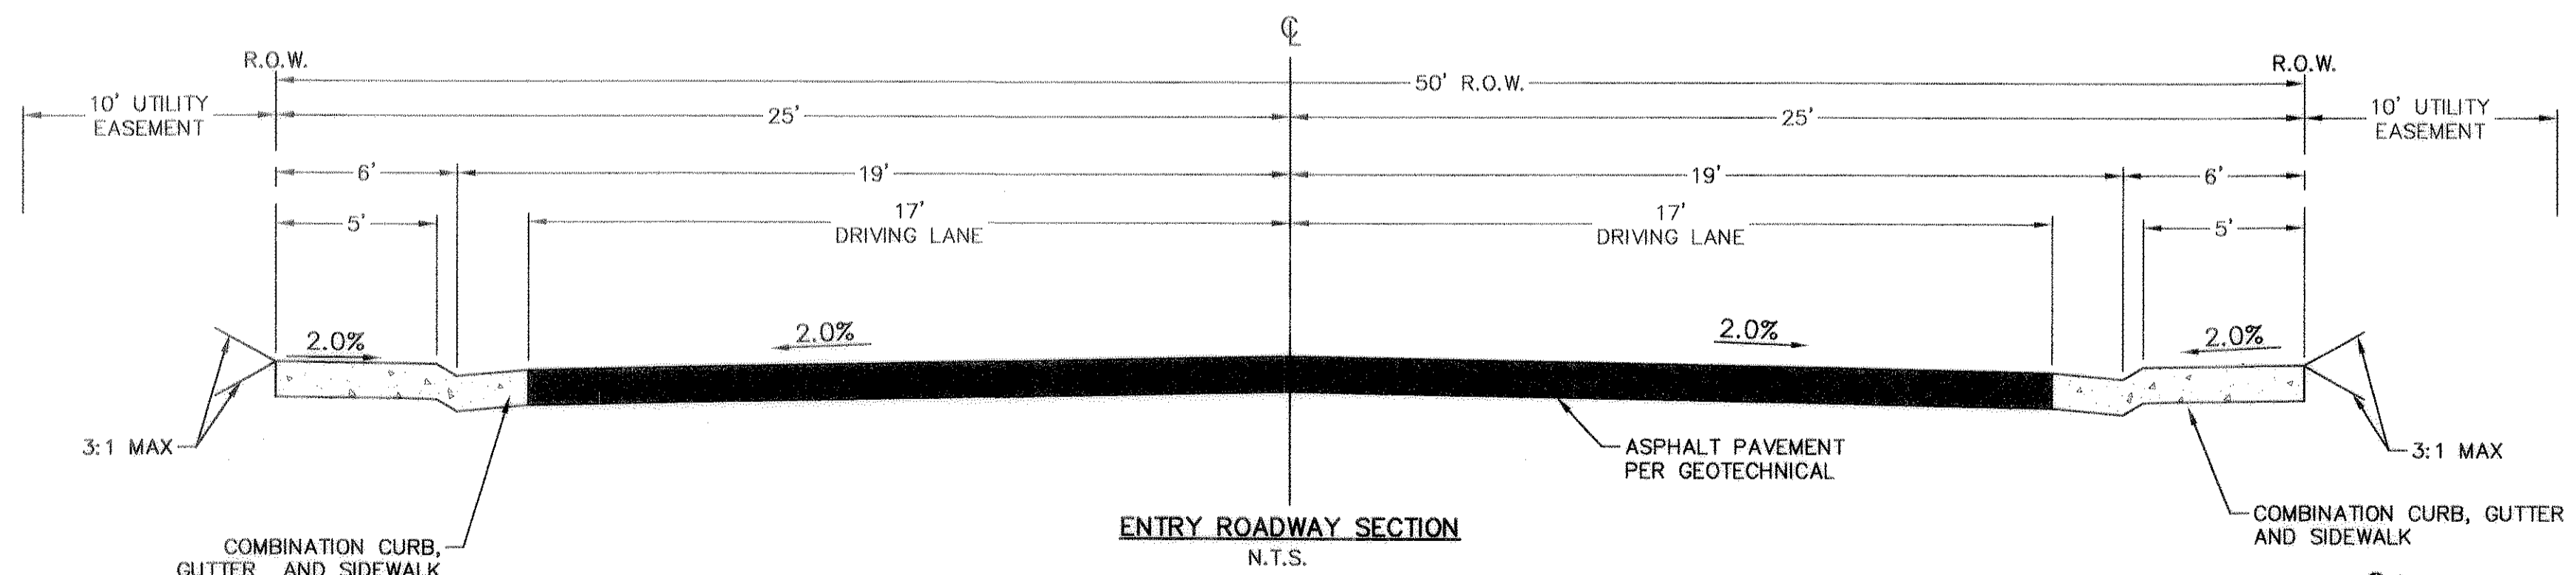 ℄
R.O.W.
R.O.W.
50' R.O.W.
10' UTILITY
EASEMENT
25'
25'
10' UTILITY
EASEMENT
6'
19'
19'
6'
5'
17'
DRIVING LANE
17'
DRIVING LANE
5'
2.0%
2.0%
2.0%
2.0%
3:1 MAX
ASPHALT PAVEMENT
PER GEOTECHNICAL
3:1 MAX
COMBINATION CURB,
GUTTER AND SIDEWALK
ENTRY ROADWAY SECTION
N.T.S.
COMBINATION CURB, GUTTER
AND SIDEWALK